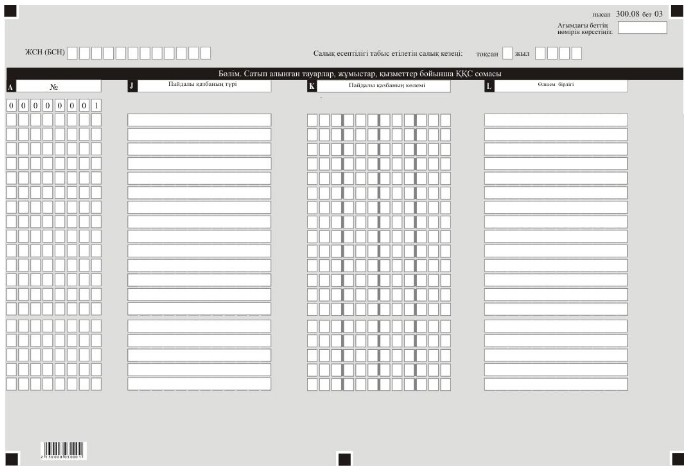 нысан 300.08 бет 03
Ағымдағы беттің
нөмірін көрсетіңіз:
ЖСН (БСН)
Салық есептілігі табыс етілетін салық кезеңі:
тоқсан
жыл
Бөлім. Сатып алынған тауарлар, жұмыстар, қызметтер бойынша ҚҚС сомасы
A №
J Пайдалы қазбаның түрі
K Пайдалы қазбаның көлемі
L Өлшем бірлігі
0 0 0 0 0 0 0 1